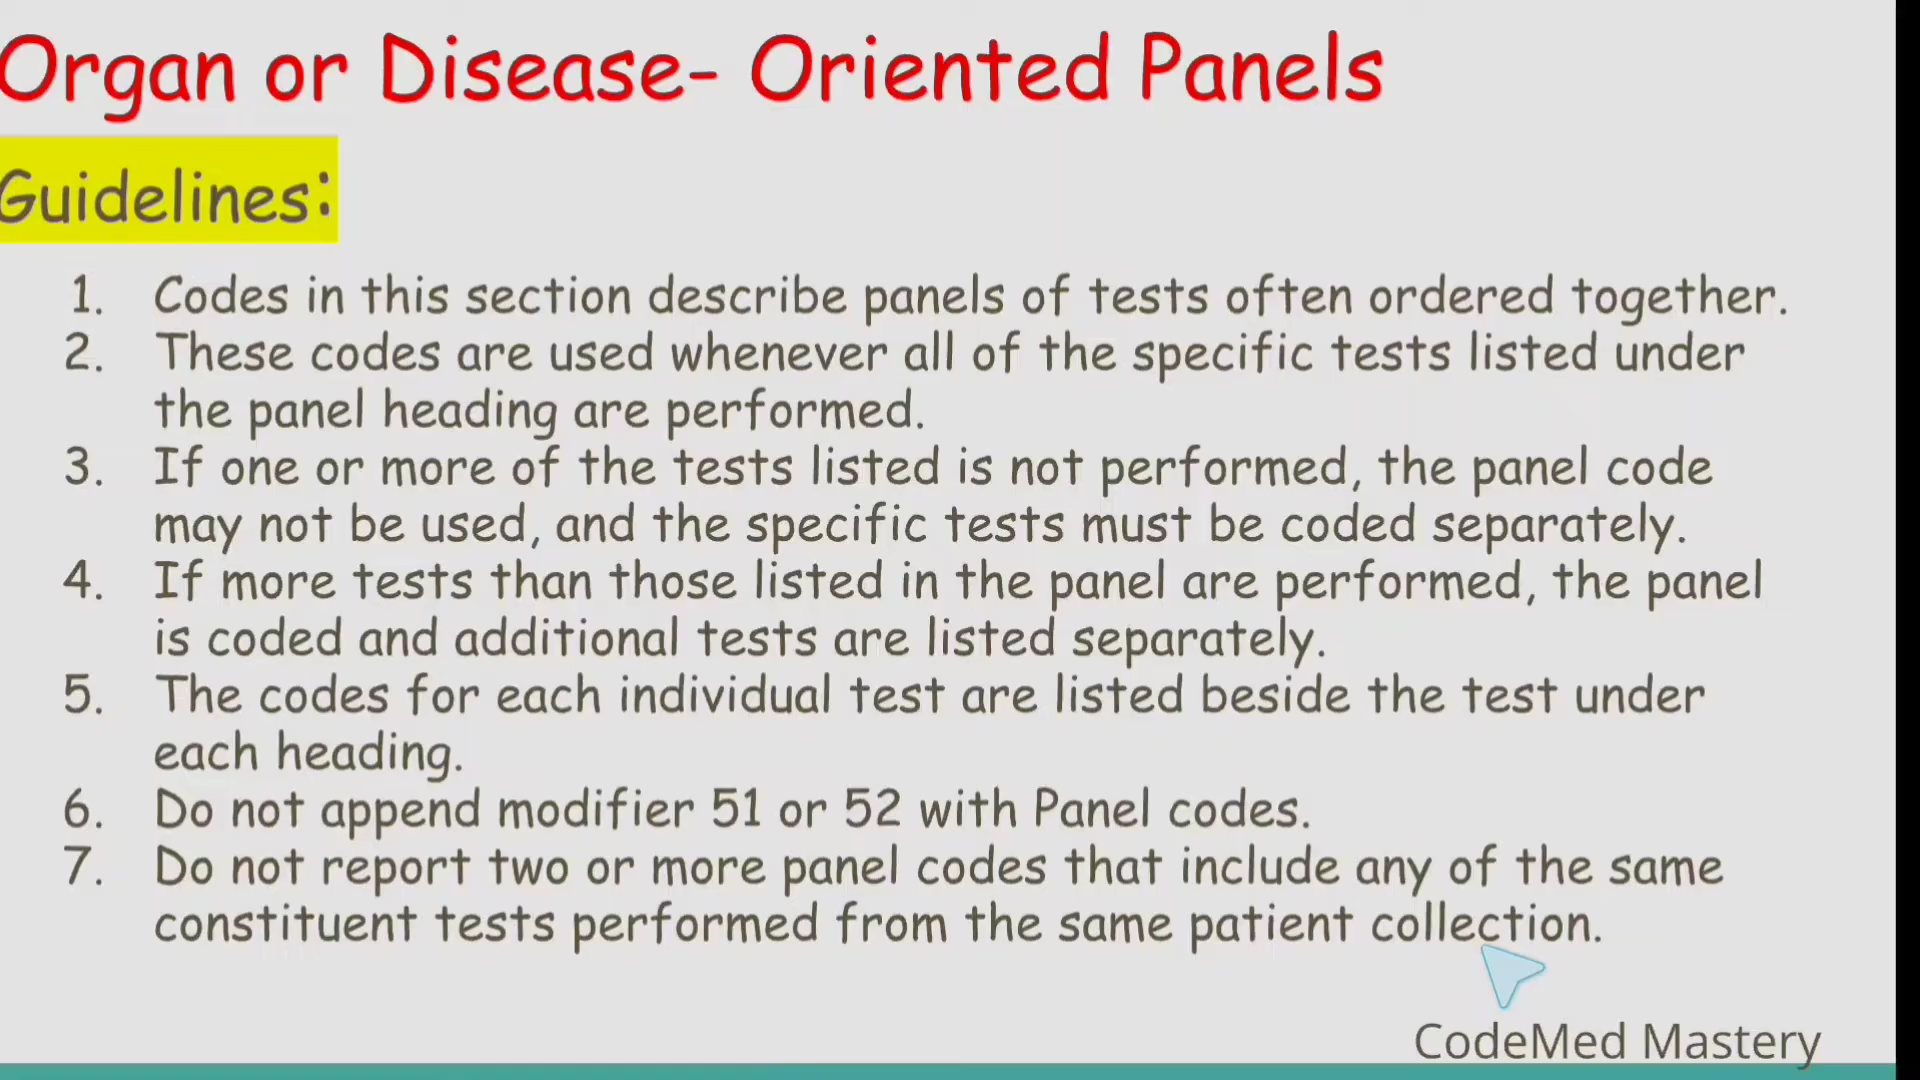 Organ or Disease- Oriented Panels
Guidelines:
1. Codes in this section describe panels of tests often ordered together.
2. These codes are used whenever all of the specific tests listed under
the panel heading are performed.
3. If one or more of the tests listed is not performed, the panel code
may not be used, and the specific tests must be coded separately.
4. If more tests than those listed in the panel are performed, the panel
is coded and additional tests are listed separately.
5. The codes for each individual test are listed beside the test under
each heading.
6. Do not append modifier 51 or 52 with Panel codes.
7. Do not report two or more panel codes that include any of the same
constituent tests performed from the same patient collection.
CodeMed Mastery